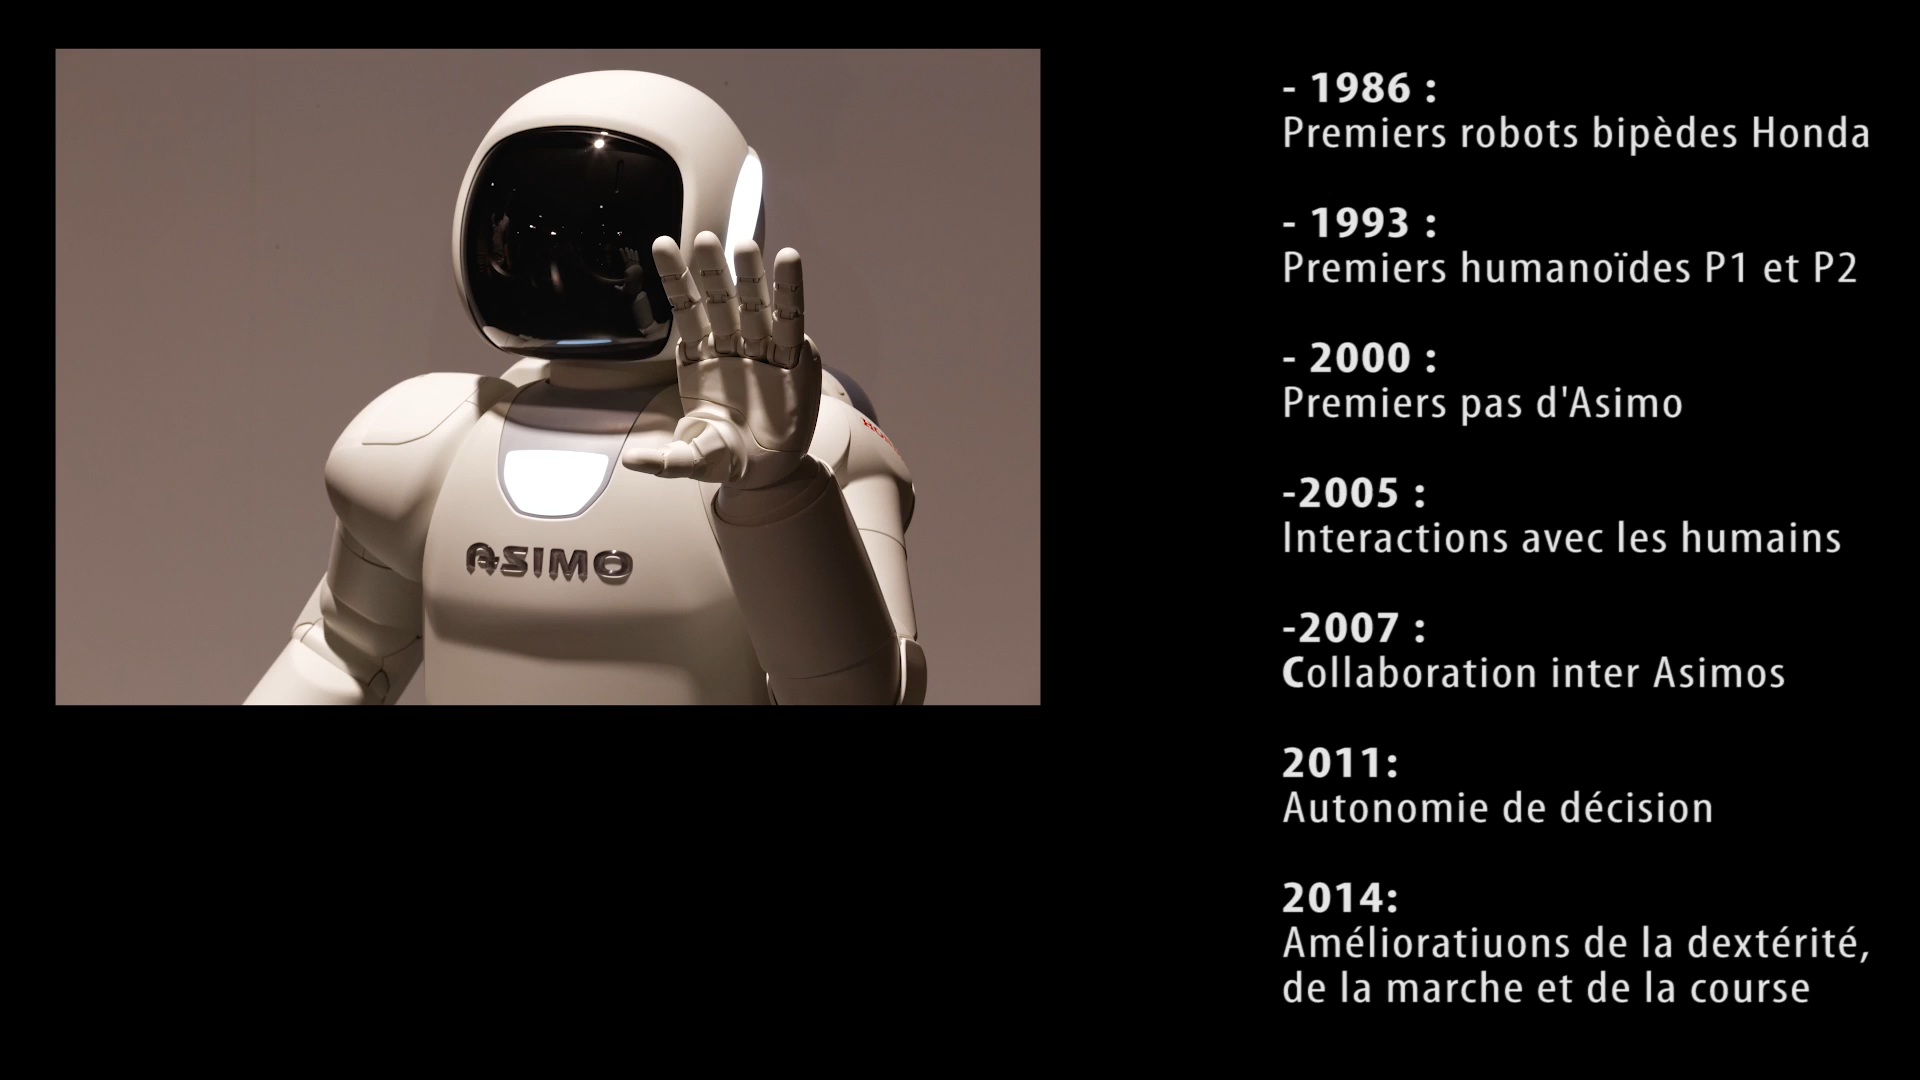 ASIMO
- 1986 :
Premiers robots bipèdes Honda
- 1993 :
Premiers humanoïdes P1 et P2
- 2000 :
Premiers pas d'Asimo
-2005 :
Interactions avec les humains
-2007 :
Collaboration inter Asimos
2011:
Autonomie de décision
2014:
Amélioratiuons de la dextérité,
de la marche et de la course